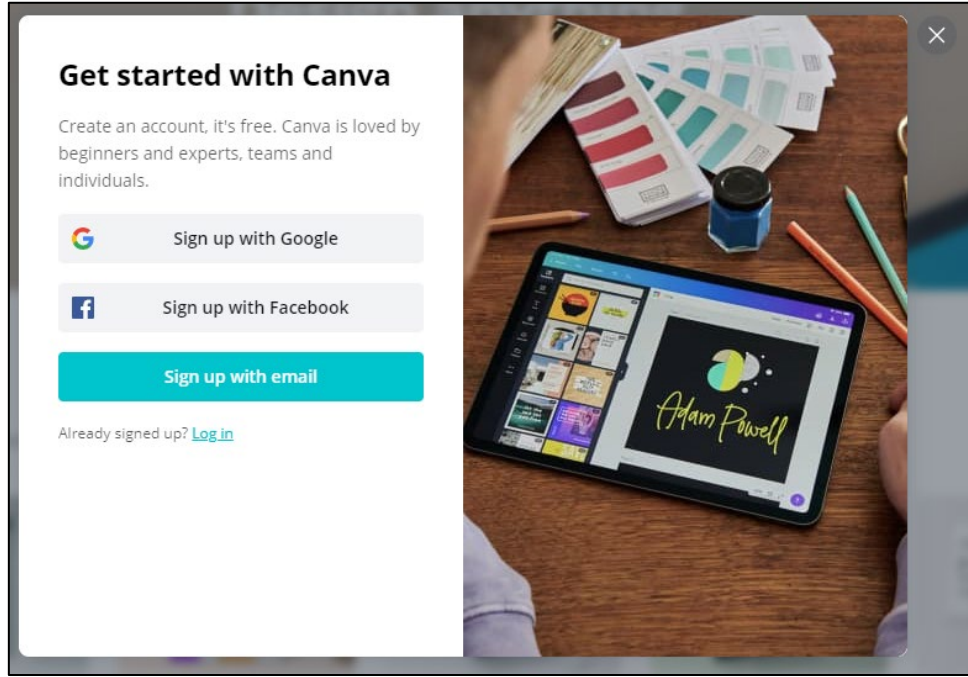 Get started with Canva
Create an account, it's free. Canva is loved by
beginners and experts, teams and
individuals.
Sign up with Google
Sign up with Facebook
Sign up with email
Already signed up? Log in
Adam Powell